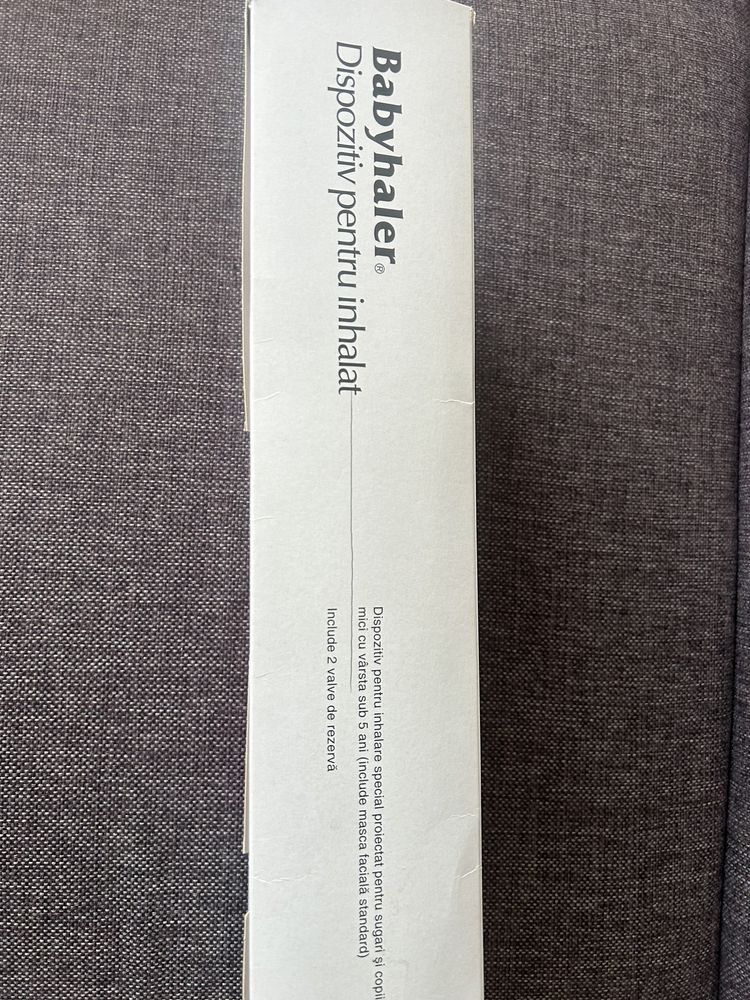 Babyhaler®
Dispozitiv pentru inhalat
Dispozitiv pentru inhalare special proiectat pentru sugari și copii
mici cu vârsta sub 5 ani (include masca facială standard)
Include 2 valve de rezervă